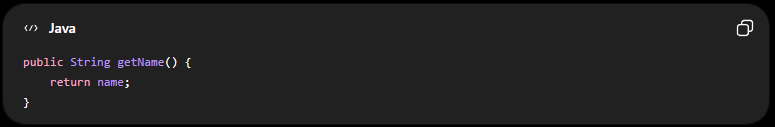 </> Java
public String getName() {
    return name;
}